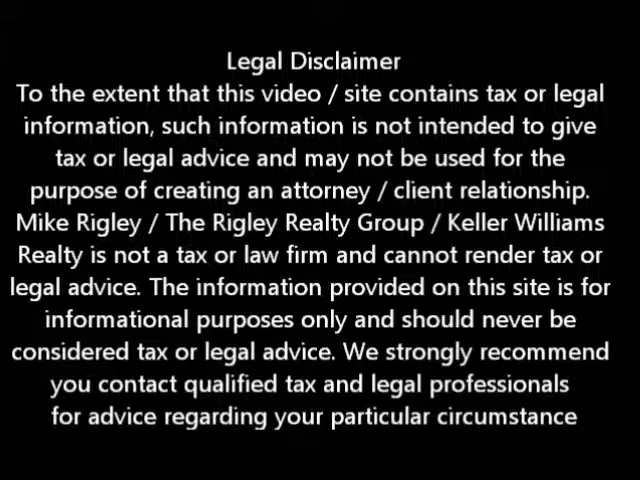 Legal Disclaimer
To the extent that this video / site contains tax or legal
information, such information is not intended to give
tax or legal advice and may not be used for the
purpose of creating an attorney / client relationship.
Mike Rigley / The Rigley Realty Group / Keller Williams
Realty is not a tax or law firm and cannot render tax or
legal advice. The information provided on this site is for
informational purposes only and should never be
considered tax or legal advice. We strongly recommend
you contact qualified tax and legal professionals
for advice regarding your particular circumstance